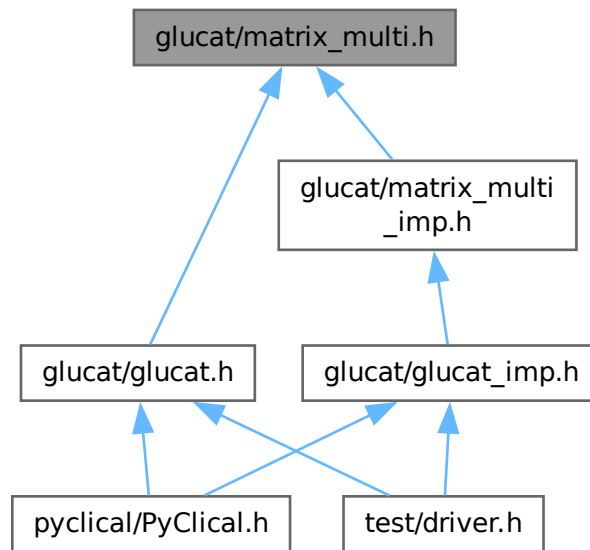 glucat/matrix_multi.h
glucat/matrix_multi
_imp.h
glucat/glucat.h
glucat/glucat_imp.h
pyclical/PyClical.h
test/driver.h